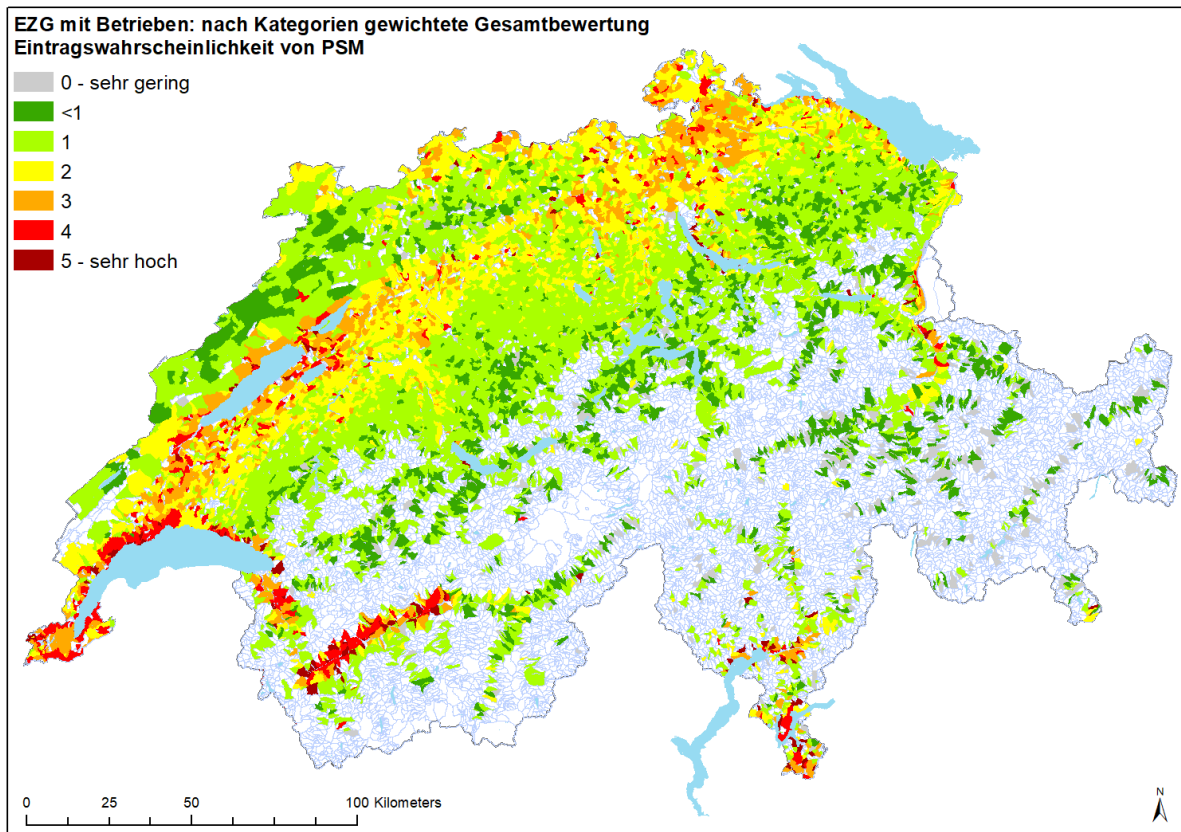 EZG mit Betrieben: nach Kategorien gewichtete Gesamtbewertung
Eintragswahrscheinlichkeit von PSM
0 - sehr gering
<1
1
2
3
4
5 - sehr hoch
0 25 50 100 Kilometers
N